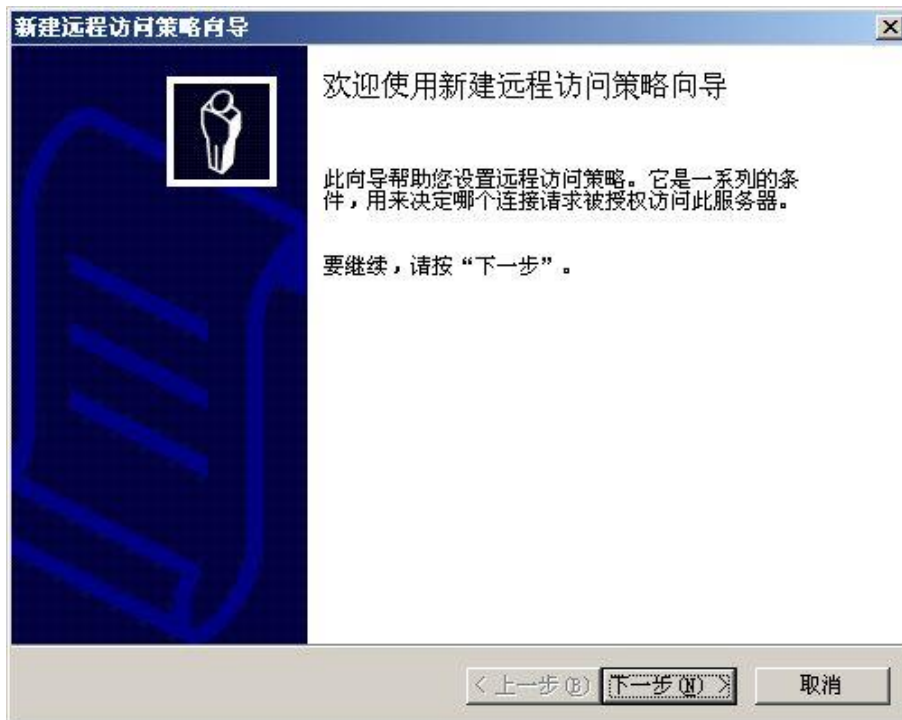 新建远程访问策略向导
欢迎使用新建远程访问策略向导
此向导帮助您设置远程访问策略。它是一系列的条
件，用来决定哪个连接请求被授权访问此服务器。
要继续，请按“下一步”。
< 上一步(B) 下一步(N) > 取消